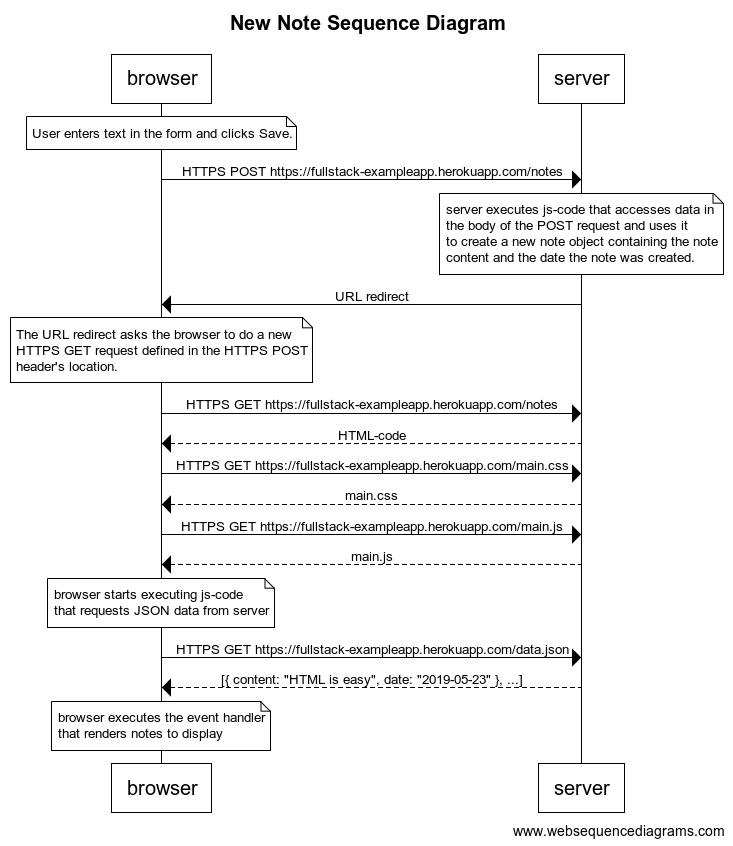 New Note Sequence Diagram
browser
server
User enters text in the form and clicks Save.
HTTPS POST https://fullstack-exampleapp.herokuapp.com/notes
server executes js-code that accesses data in
the body of the POST request and uses it
to create a new note object containing the note
content and the date the note was created.
URL redirect
The URL redirect asks the browser to do a new
HTTPS GET request defined in the HTTPS POST
header's location.
HTTPS GET https://fullstack-exampleapp.herokuapp.com/notes
HTML-code
HTTPS GET https://fullstack-exampleapp.herokuapp.com/main.css
main.css
HTTPS GET https://fullstack-exampleapp.herokuapp.com/main.js
main.js
browser starts executing js-code
that requests JSON data from server
HTTPS GET https://fullstack-exampleapp.herokuapp.com/data.json
[{ content: "HTML is easy", date: "2019-05-23" }, ...]
browser executes the event handler
that renders notes to display
browser
server
www.websequencediagrams.com